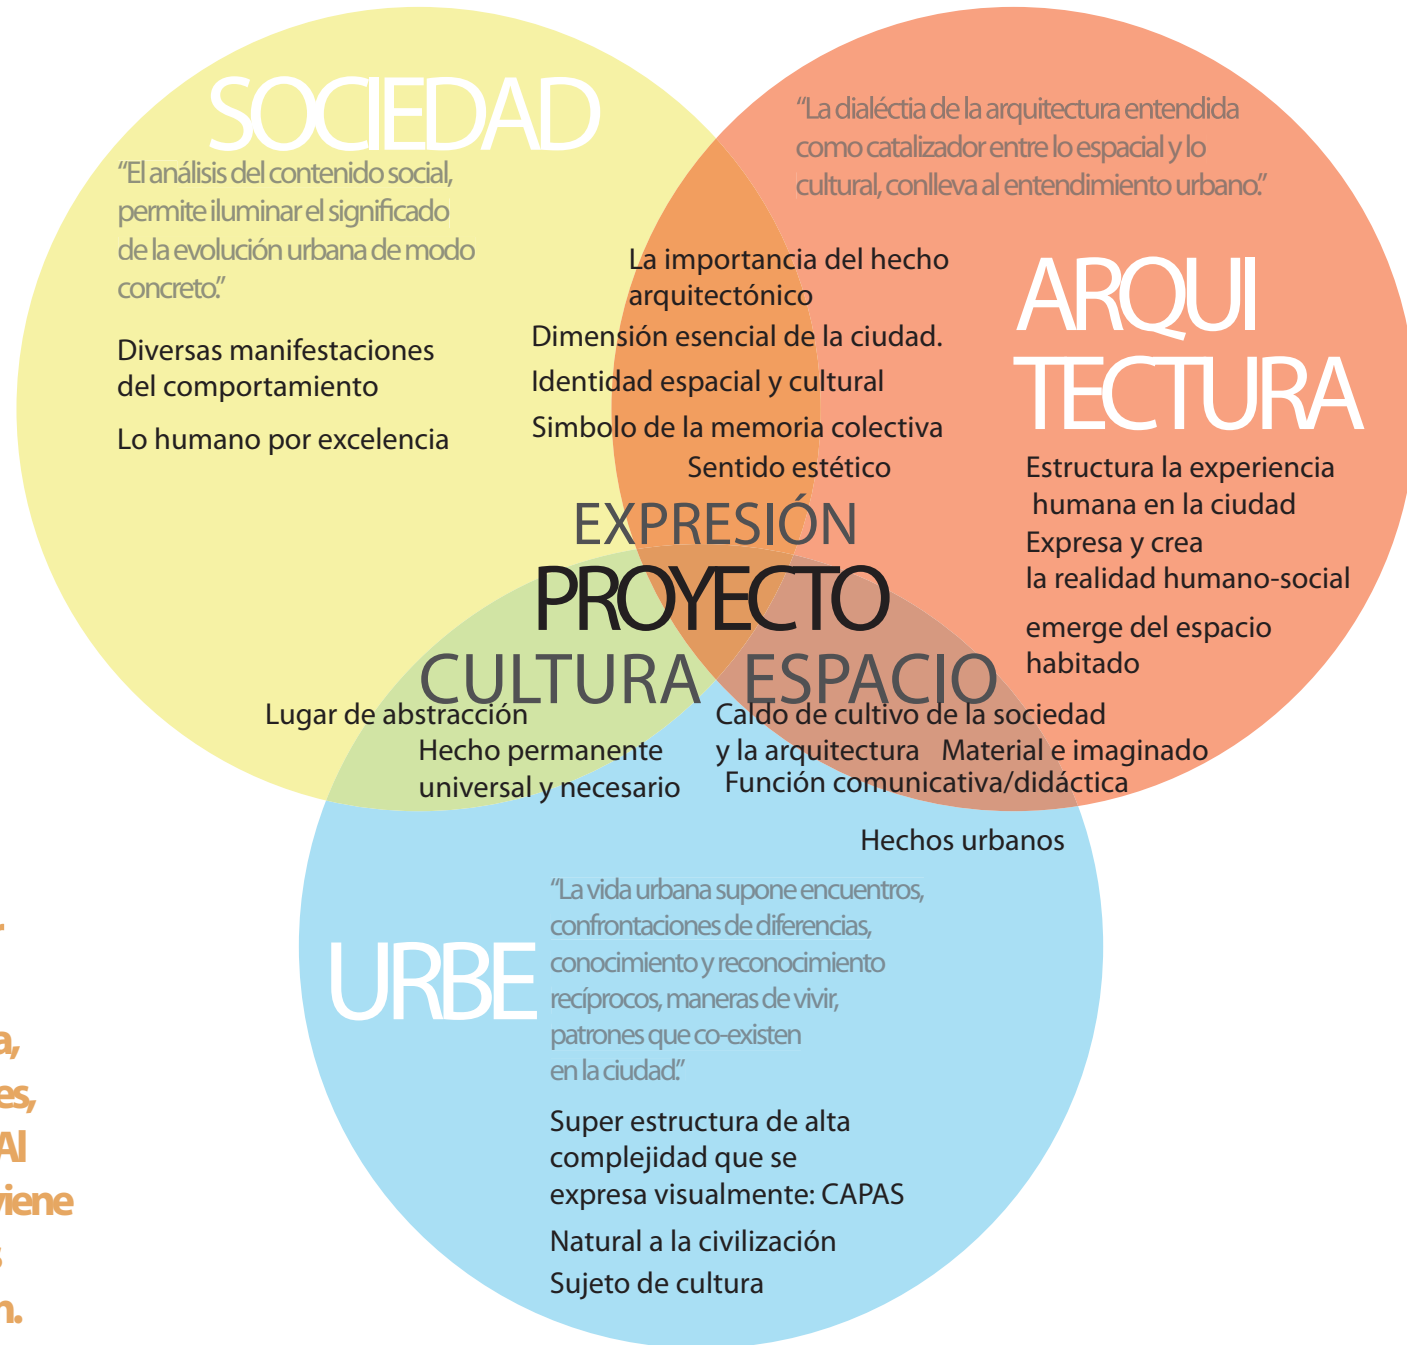 SOCIEDAD
“El análisis del contenido social,
permite iluminar el significado
de la evolución urbana de modo
concreto.”
Diversas manifestaciones
del comportamiento
Lo humano por excelencia
“La dialéctia de la arquitectura entendida
como catalizador entre lo espacial y lo
cultural, conlleva al entendimiento urbano.”
ARQUI
TECTURA
Estructura la experiencia
humana en la ciudad
Expresa y crea
la realidad humano-social
emerge del espacio
habitado
La importancia del hecho
arquitectónico
Dimensión esencial de la ciudad.
Identidad espacial y cultural
Simbolo de la memoria colectiva
Sentido estético
EXPRESIÓN
PROYECTO
CULTURA
ESPACIO
Lugar de abstracción
Hecho permanente
universal y necesario
Caldo de cultivo de la sociedad
y la arquitectura
Material e imaginado
Función comunicativa/didáctica
Hechos urbanos
URBE
“La vida urbana supone encuentros,
confrontaciones de diferencias,
conocimiento y reconocimiento
recíprocos, maneras de vivir,
patrones que co-existen
en la ciudad.”
Super estructura de alta
complejidad que se
expresa visualmente: CAPAS
Natural a la civilización
Sujeto de cultura
a,
es,
Al
viene
s
n.